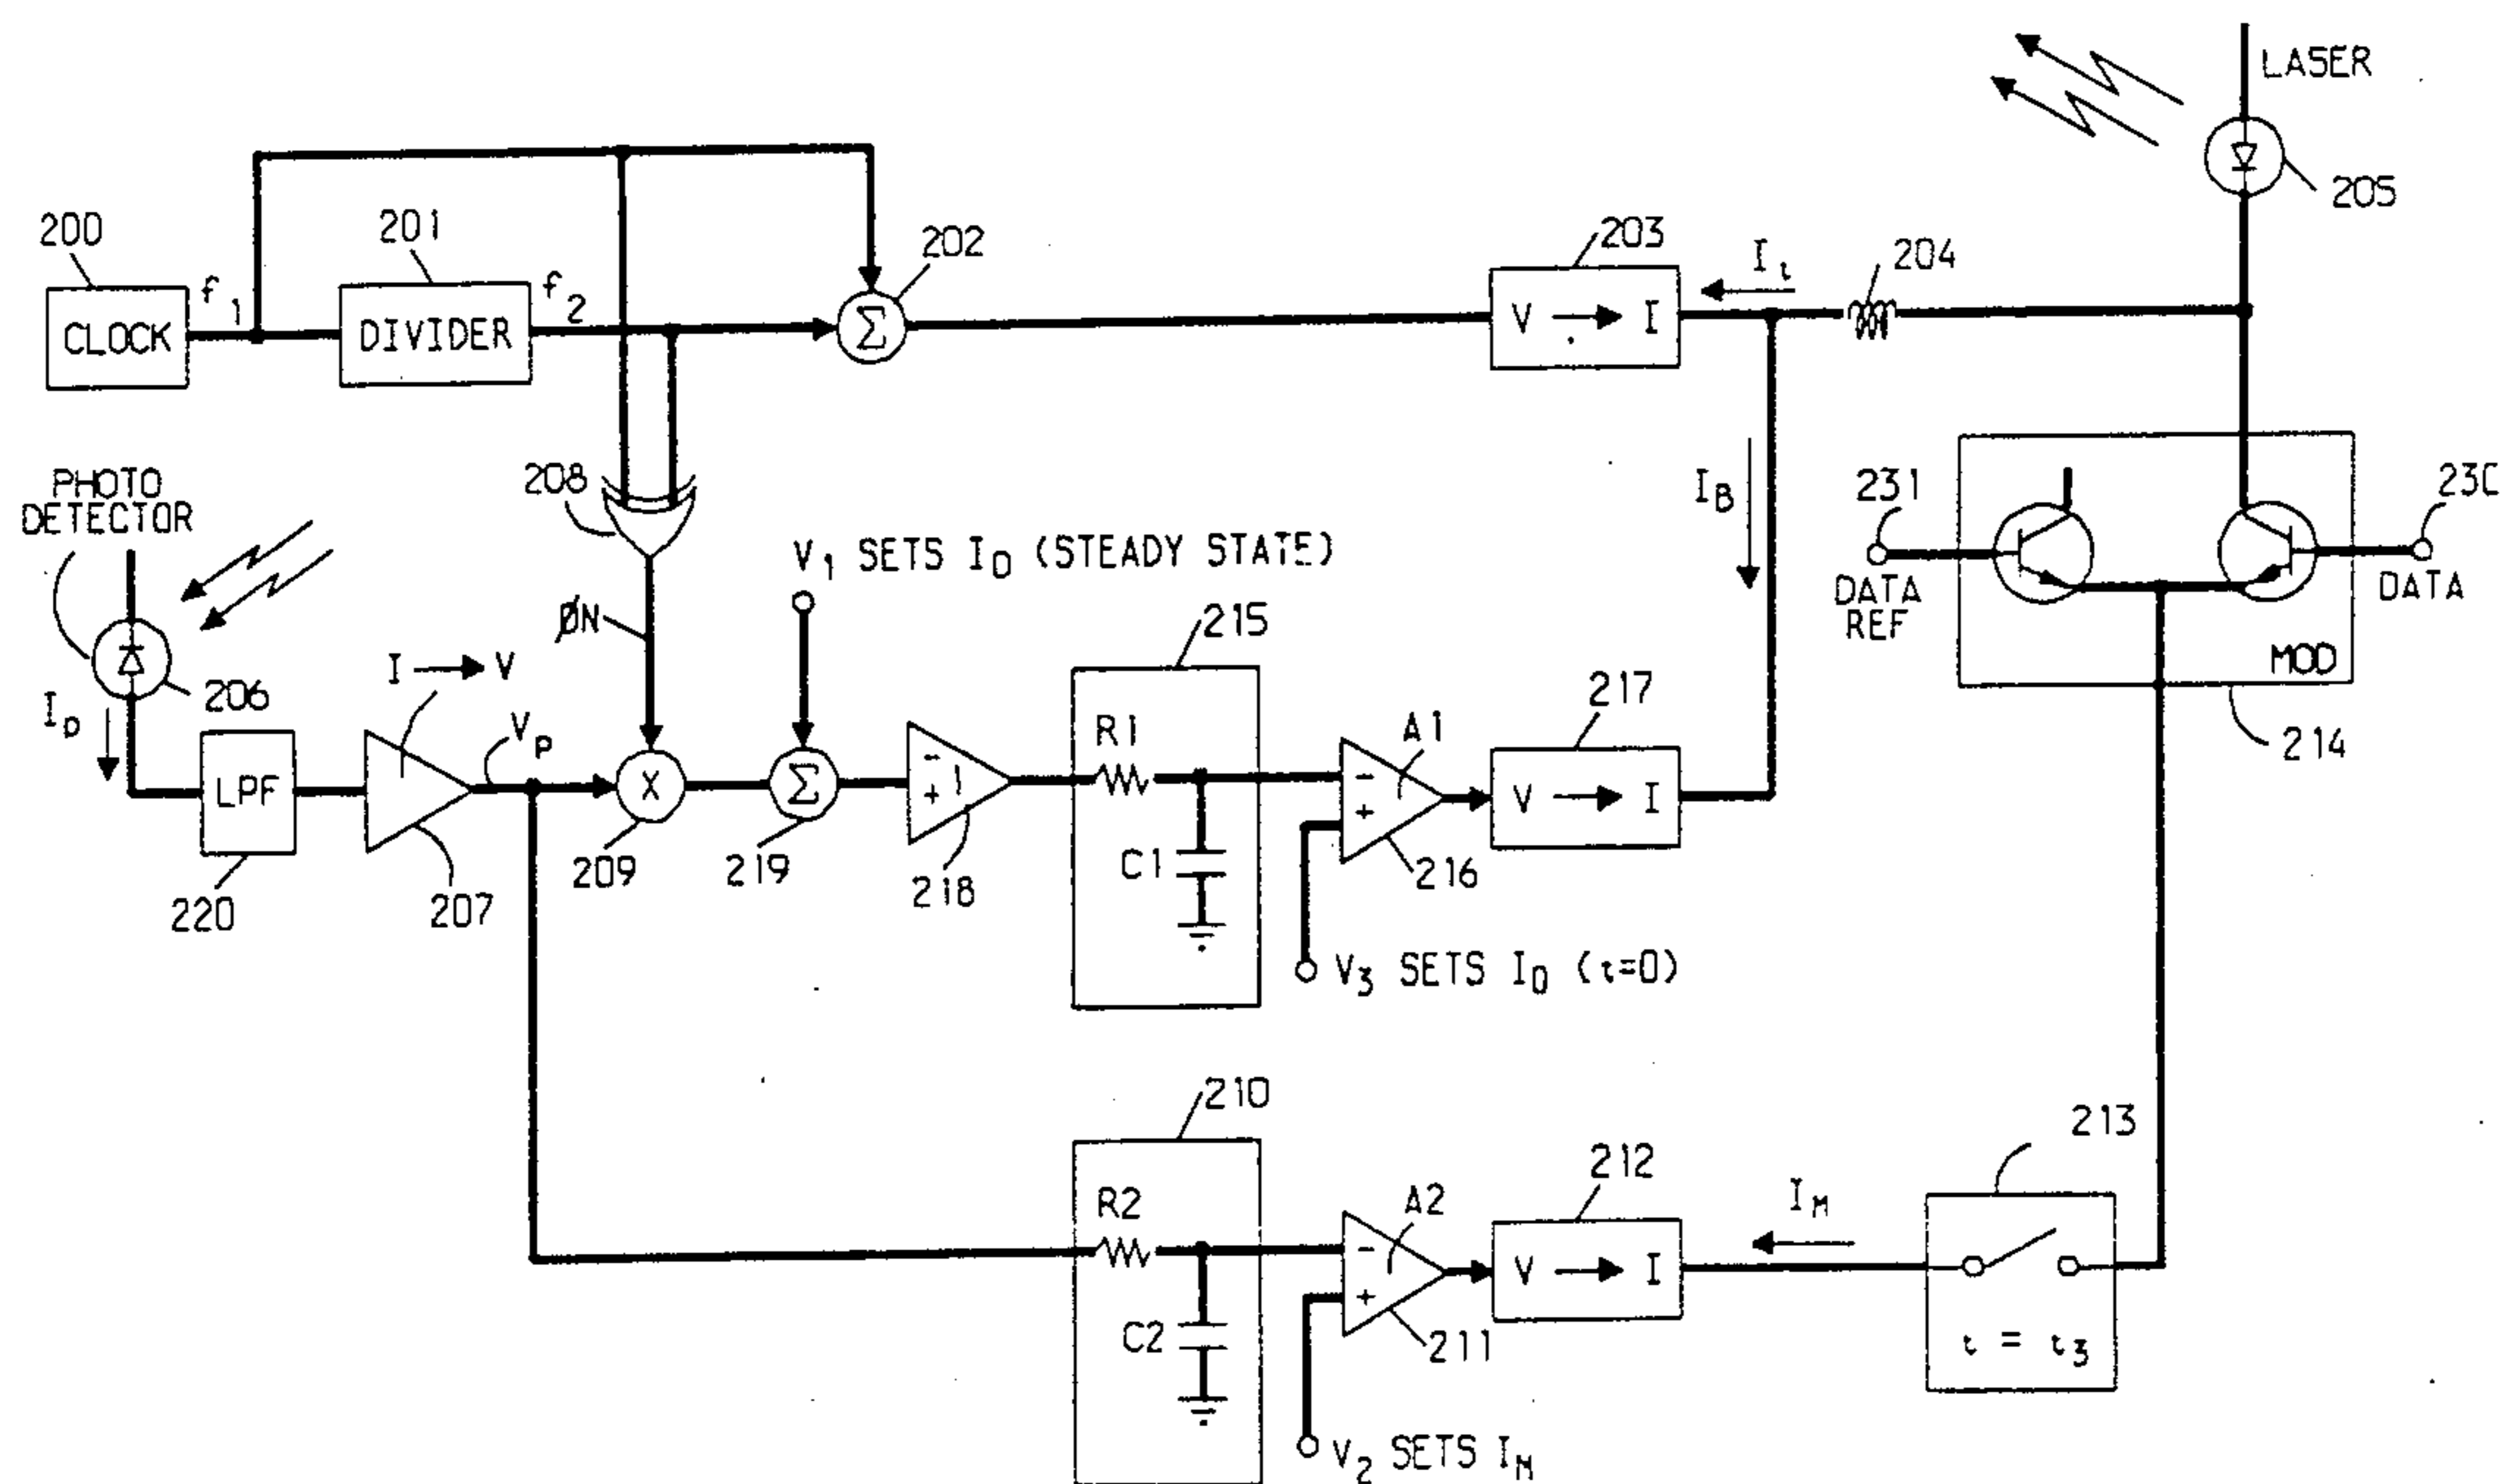 LASER
205
200
f1
201
f2
202
203
It
204
CLOCK
DIVIDER
Σ
V → I
PHOTO
DETECTOR
208
V1 SETS IO (STEADY STATE)
IB
231
230
DATA
REF
DATA
MOD
214
ØN
215
I → V
206
ID
VP
R1
A1
217
LPF
X
Σ
-
+
1
-
+
V → I
C1
220
207
209
219
218
216
V3 SETS IO (t=0)
210
213
R2
A2
212
IM
-
+
V → I
C2
211
t = t3
V2 SETS IM